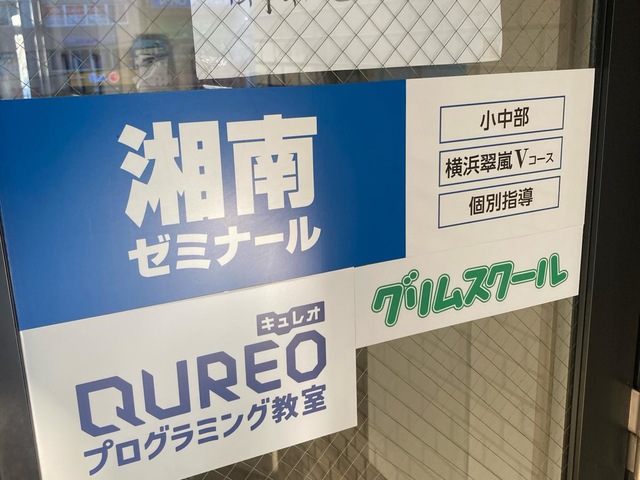 湘南
ゼミナール
小中部
横浜翠嵐Vコース
個別指導
グリムスクール
キュレオ
QUREO
プログラミング教室